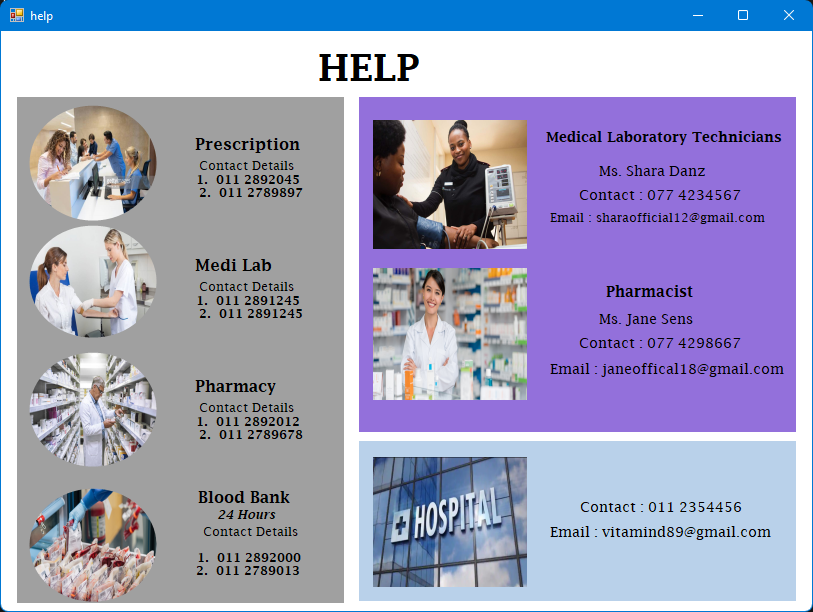 help
HELP
Prescription
Contact Details
1. 011 2892045
2. 011 2789897
Medi Lab
Contact Details
1. 011 2891245
2. 011 2891245
Pharmacy
Contact Details
1. 011 2892012
2. 011 2789678
Blood Bank
24 Hours
Contact Details
1. 011 2892000
2. 011 2789013
Medical Laboratory Technicians
Ms. Shara Danz
Contact : 077 4234567
Email : sharaofficial12@gmail.com
Pharmacist
Ms. Jane Sens
Contact : 077 4298667
Email : janeoffical18@gmail.com
HOSPITAL
Contact : 011 2354456
Email : vitamind89@gmail.com